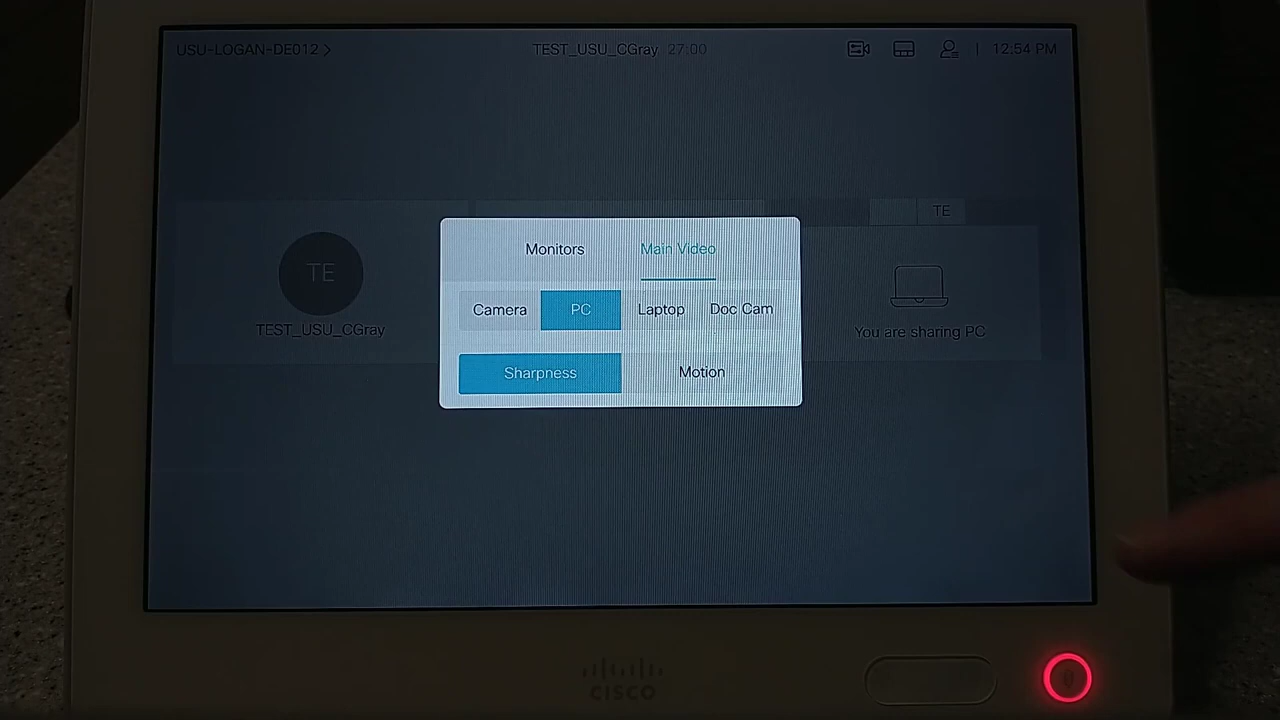 USU-LOGAN-DE012 >
TEST_USU_CGray 27:00
12:54 PM
TE
Monitors
Main Video
Camera
PC
Laptop
Doc Cam
Sharpness
Motion
TE
TEST_USU_CGray
You are sharing PC
CISCO